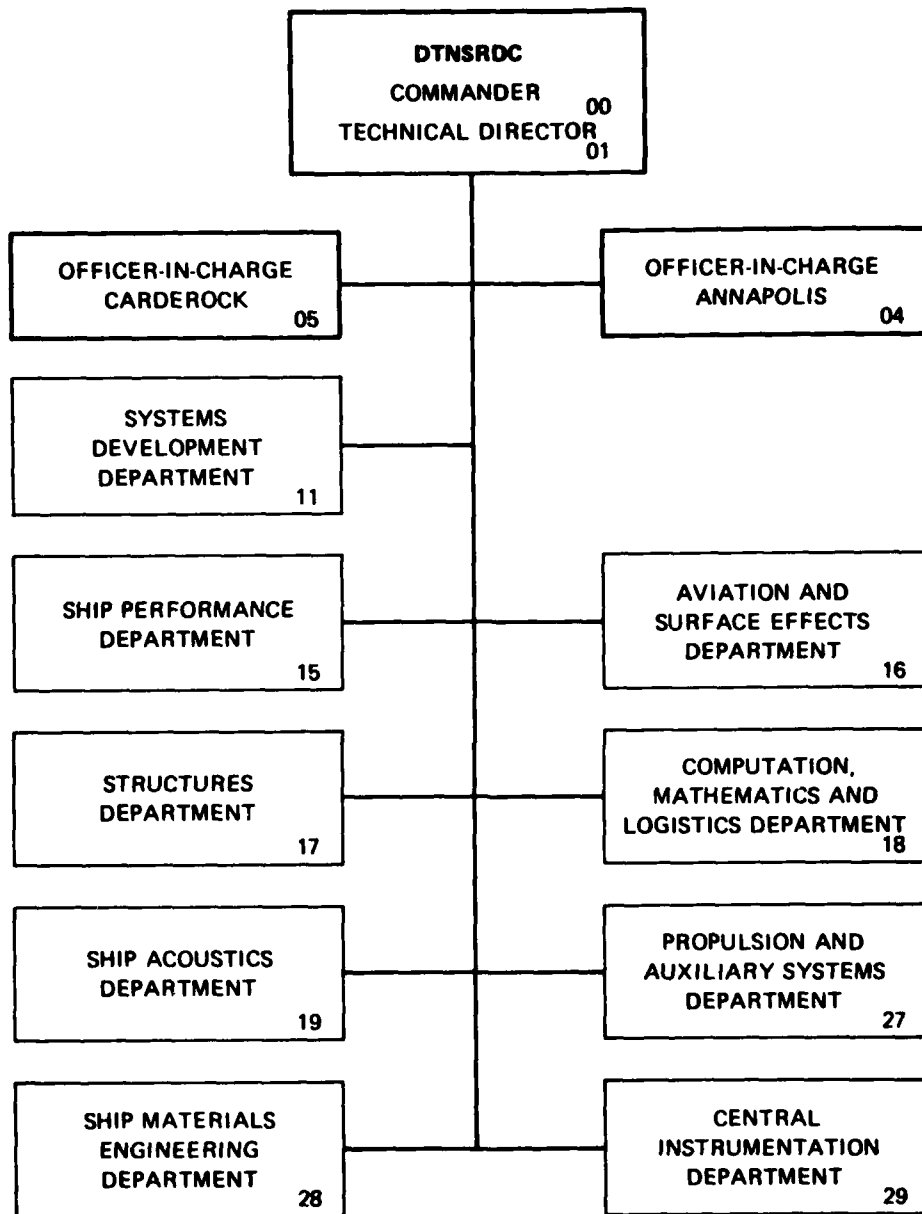 DTNSRDC
COMMANDER 00
TECHNICAL DIRECTOR 01
OFFICER-IN-CHARGE
CARDEROCK
05
OFFICER-IN-CHARGE
ANNAPOLIS
04
SYSTEMS
DEVELOPMENT
DEPARTMENT
11
SHIP PERFORMANCE
DEPARTMENT
15
AVIATION AND
SURFACE EFFECTS
DEPARTMENT
16
STRUCTURES
DEPARTMENT
17
COMPUTATION,
MATHEMATICS AND
LOGISTICS DEPARTMENT
18
SHIP ACOUSTICS
DEPARTMENT
19
PROPULSION AND
AUXILIARY SYSTEMS
DEPARTMENT
27
SHIP MATERIALS
ENGINEERING
DEPARTMENT
28
CENTRAL
INSTRUMENTATION
DEPARTMENT
29